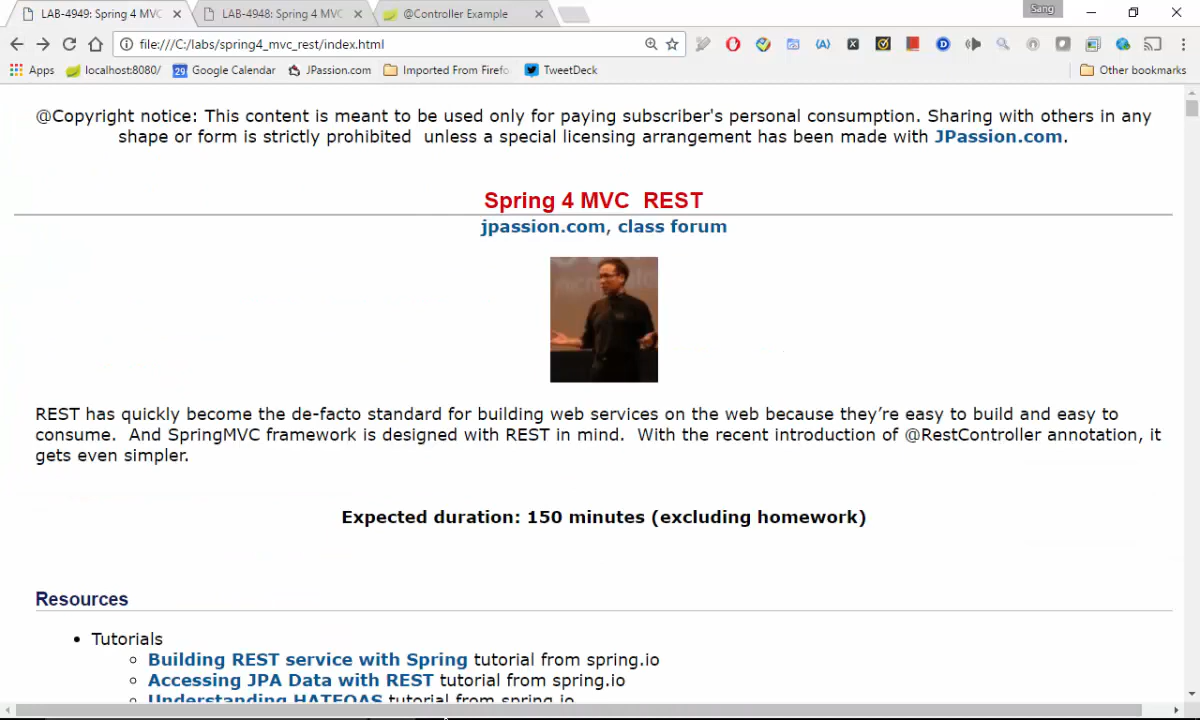 LAB-4949: Spring 4 MVC
LAB-4948: Spring 4 MVC
@Controller Example
Sang
file:///C:/labs/spring4_mvc_rest/index.html
Apps
localhost:8080/
Google Calendar
JPassion.com
Imported From Firefo
TweetDeck
Other bookmarks
@Copyright notice: This content is meant to be used only for paying subscriber's personal consumption. Sharing with others in any
shape or form is strictly prohibited unless a special licensing arrangement has been made with JPassion.com.
Spring 4 MVC REST
jpassion.com, class forum
REST has quickly become the de-facto standard for building web services on the web because they’re easy to build and easy to
consume. And SpringMVC framework is designed with REST in mind. With the recent introduction of @RestController annotation, it
gets even simpler.
Expected duration: 150 minutes (excluding homework)
Resources
Tutorials
Building REST service with Spring tutorial from spring.io
Accessing JPA Data with REST tutorial from spring.io
Understanding HATEOAS tutorial from spring.io